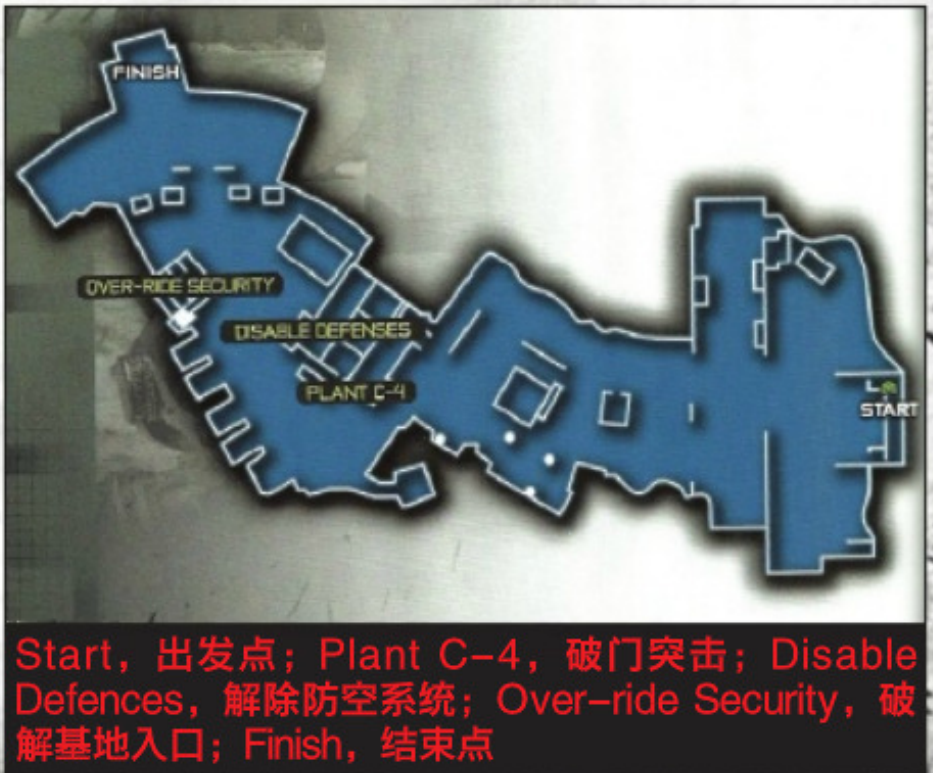 FINISH
OVER-RIDE SECURITY
DISABLE DEFENSES
PLANT C-4
START
Start，出发点；Plant C-4，破门突击；Disable
Defences，解除防空系统；Over-ride Security，破
解基地入口；Finish，结束点